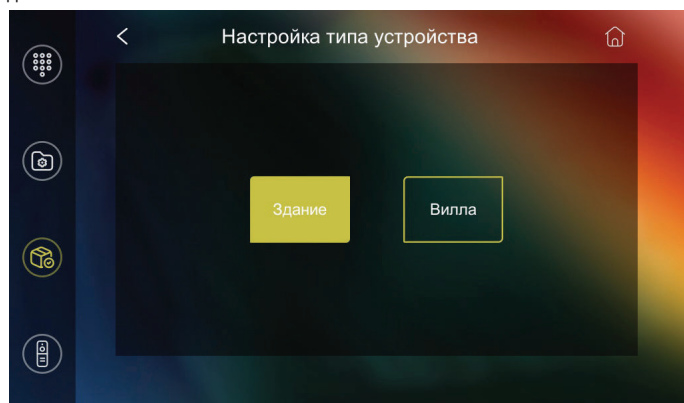 Настройка типа устройства
Здание
Вилла